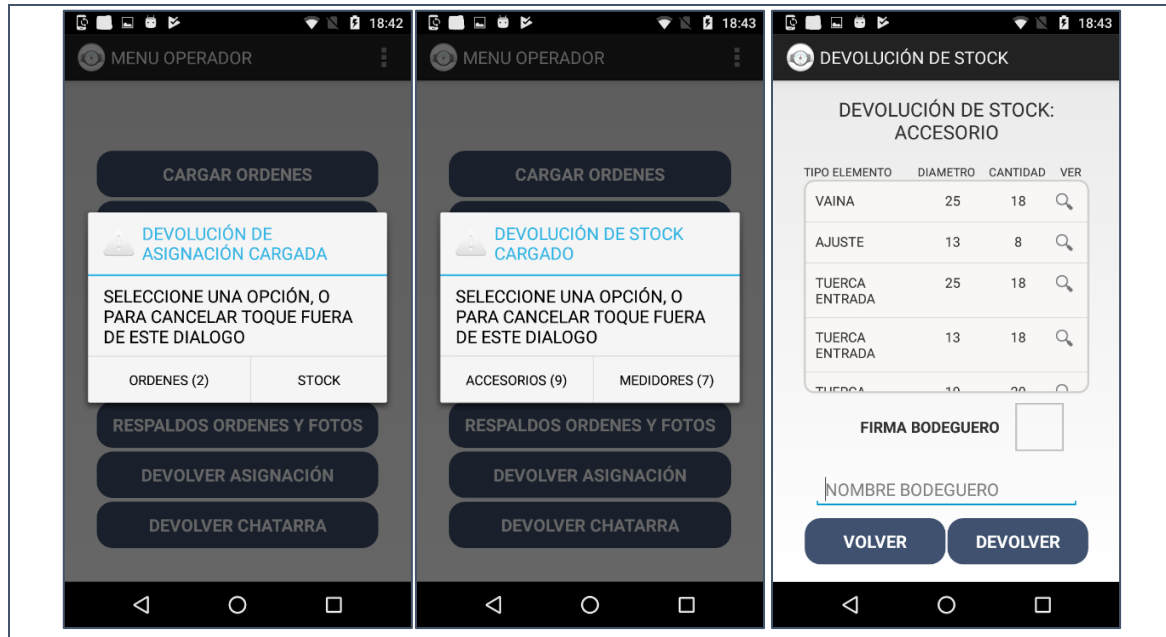 18:42
MENU OPERADOR
CARGAR ORDENES
DEVOLUCIÓN DE
ASIGNACIÓN CARGADA
SELECCIONE UNA OPCIÓN, O
PARA CANCELAR TOQUE FUERA
DE ESTE DIALOGO
ORDENES (2) STOCK
RESPALDOS ORDENES Y FOTOS
DEVOLVER ASIGNACIÓN
DEVOLVER CHATARRA
18:43
MENU OPERADOR
CARGAR ORDENES
DEVOLUCIÓN DE STOCK
CARGADO
SELECCIONE UNA OPCIÓN, O
PARA CANCELAR TOQUE FUERA
DE ESTE DIALOGO
ACCESORIOS (9) MEDIDORES (7)
RESPALDOS ORDENES Y FOTOS
DEVOLVER ASIGNACIÓN
DEVOLVER CHATARRA
18:43
DEVOLUCIÓN DE STOCK
DEVOLUCIÓN DE STOCK:
ACCESORIO
TIPO ELEMENTO DIAMETRO CANTIDAD VER
VAINA 25 18
AJUSTE 13 8
TUERCA
ENTRADA 25 18
TUERCA
ENTRADA 13 18
TUERCA
FIRMA BODEGUERO
NOMBRE BODEGUERO
VOLVER DEVOLVER